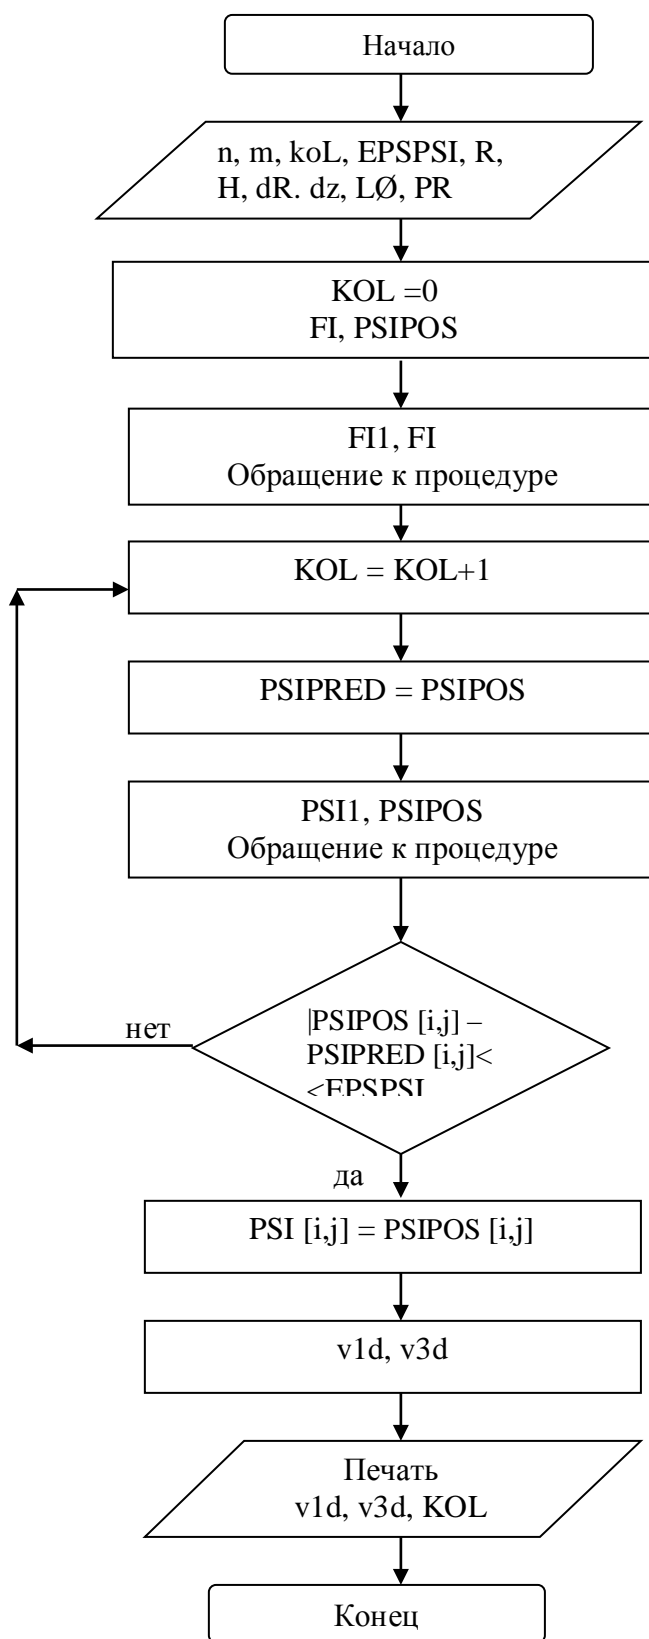 Начало
n, m, koL, EPSPSI, R,
H, dR. dz, LØ, PR
KOL =0
FI, PSIPOS
FI1, FI
Обращение к процедуре
KOL = KOL+1
PSIPRED = PSIPOS
PSI1, PSIPOS
Обращение к процедуре
|PSIPOS [i,j] –
PSIPRED [i,j]<
<EPSPSI
нет
да
PSI [i,j] = PSIPOS [i,j]
v1d, v3d
Печать
v1d, v3d, KOL
Конец